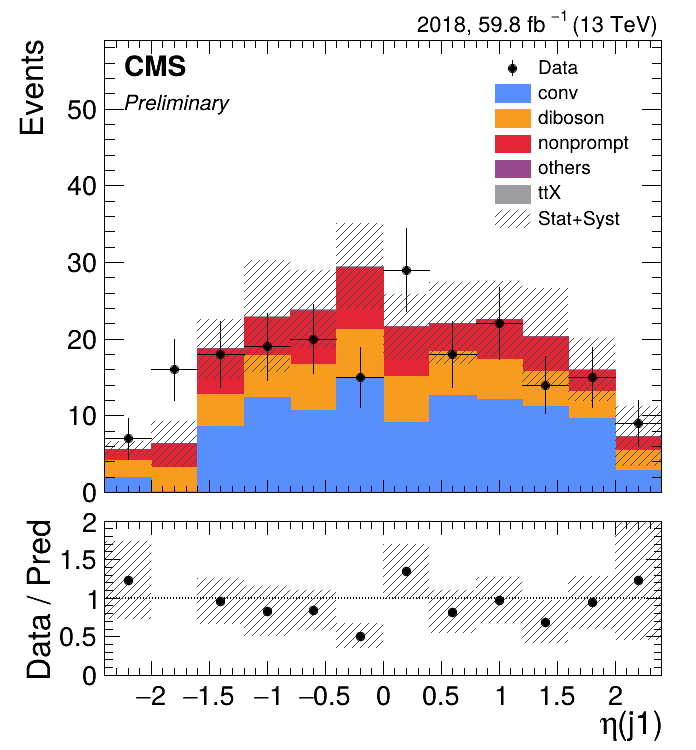 2018, 59.8 fb⁻¹ (13 TeV)
CMS
Preliminary
Events
50
40
30
20
10
0
Data
conv
diboson
nonprompt
others
ttX
Stat+Syst
Data / Pred
2
1.5
1
0.5
0
−2 −1.5 −1 −0.5 0 0.5 1 1.5 2
η(j1)